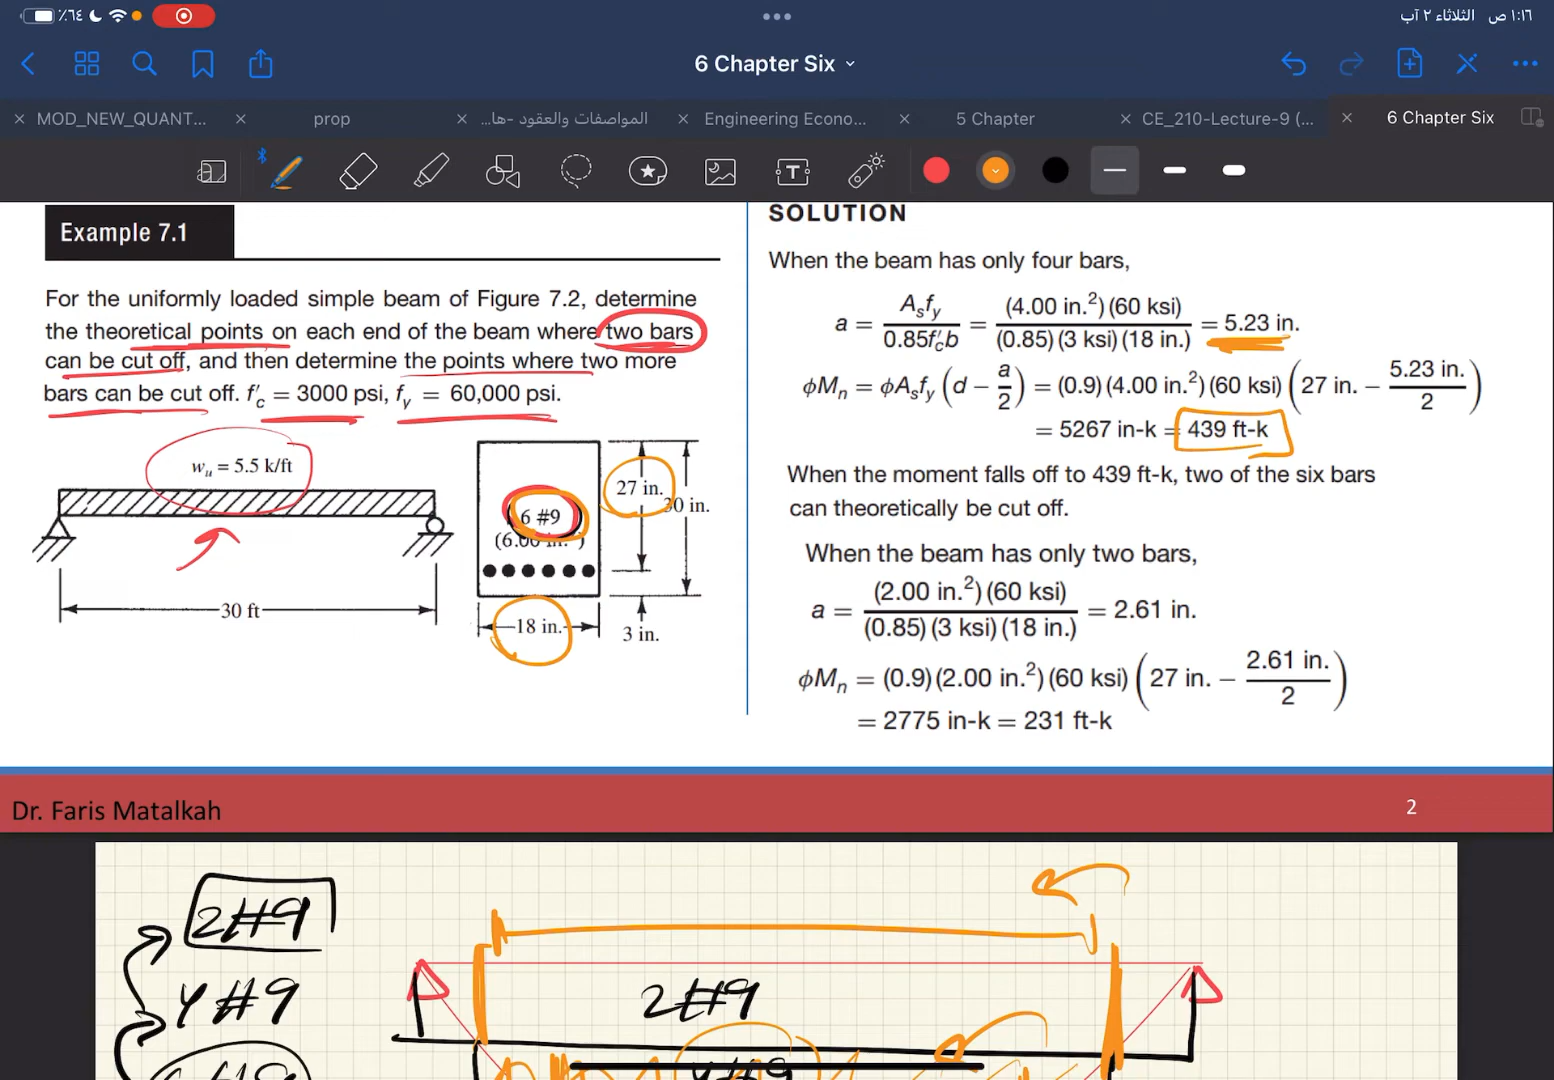 ٪٦٤
١:١٦ ص الثلاثاء ٢ آب
6 Chapter Six
MOD_NEW_QUANT...
prop
المواصفات والعقود -ها...
Engineering Econo...
5 Chapter
CE_210-Lecture-9 (...
6 Chapter Six
Example 7.1
For the uniformly loaded simple beam of Figure 7.2, determine
the theoretical points on each end of the beam where two bars
can be cut off, and then determine the points where two more
bars can be cut off. f′c = 3000 psi, fy = 60,000 psi.
wu = 5.5 k/ft
30 ft
6 #9
(6.00 in.²)
27 in.
30 in.
18 in.
3 in.
SOLUTION
When the beam has only four bars,
a = Asfy / 0.85f′cb = (4.00 in.²)(60 ksi) / (0.85)(3 ksi)(18 in.) = 5.23 in.
ϕMn = ϕAsfy (d − a/2) = (0.9)(4.00 in.²)(60 ksi) (27 in. − 5.23 in./2)
= 5267 in-k = 439 ft-k
When the moment falls off to 439 ft-k, two of the six bars
can theoretically be cut off.
When the beam has only two bars,
a = (2.00 in.²)(60 ksi) / (0.85)(3 ksi)(18 in.) = 2.61 in.
ϕMn = (0.9)(2.00 in.²)(60 ksi) (27 in. − 2.61 in./2)
= 2775 in-k = 231 ft-k
Dr. Faris Matalkah
2
2#9
4#9
2#9